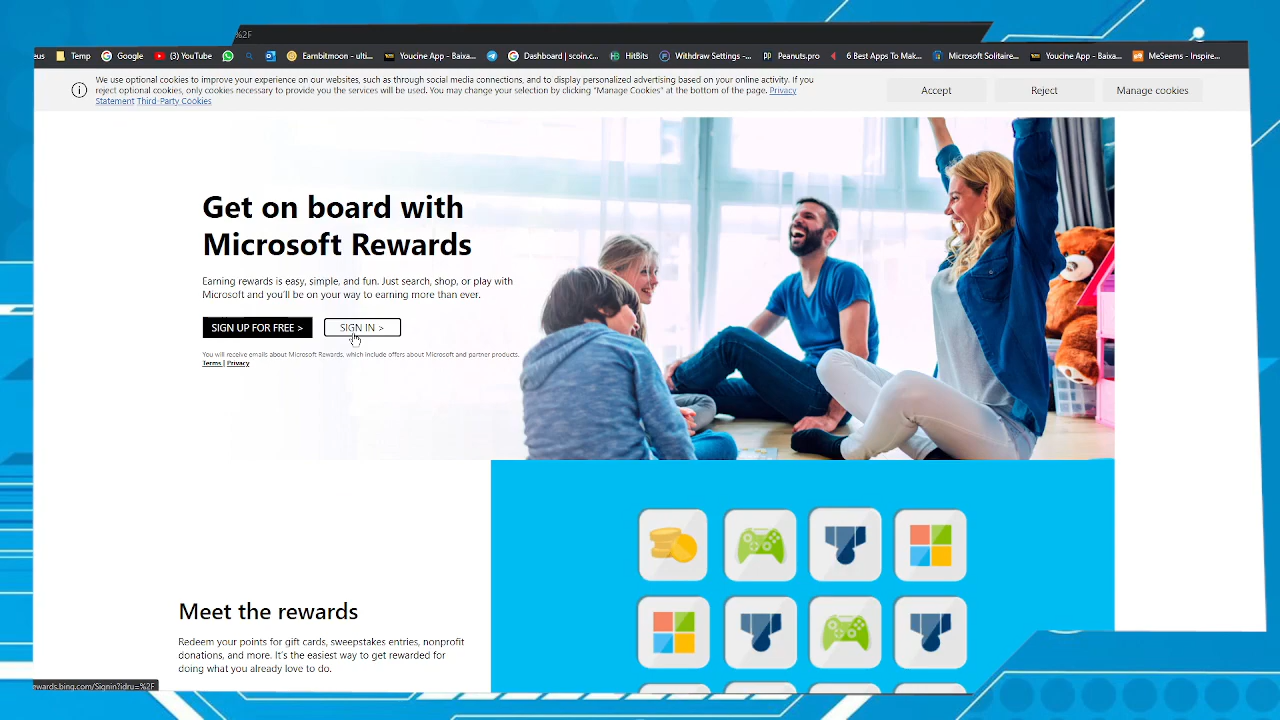 %2F
eus Temp Google (3) YouTube Earnbitmoon - ulti... Youcine App - Baixa... Dashboard | scoin.c... HitBits Withdraw Settings -... Peanuts.pro 6 Best Apps To Mak... Microsoft Solitaire... Youcine App - Baixa... MeSeems - Inspire...
We use optional cookies to improve your experience on our websites, such as through social media connections, and to display personalized advertising based on your online activity. If you
reject optional cookies, only cookies necessary to provide you the services will be used. You may change your selection by clicking "Manage Cookies" at the bottom of the page. Privacy
Statement Third-Party Cookies
Accept Reject Manage cookies
Get on board with
Microsoft Rewards
Earning rewards is easy, simple, and fun. Just search, shop, or play with
Microsoft and you'll be on your way to earning more than ever.
SIGN UP FOR FREE > SIGN IN >
You will receive emails about Microsoft Rewards, which include offers about Microsoft and partner products.
Terms | Privacy
Meet the rewards
Redeem your points for gift cards, sweepstakes entries, nonprofit
donations, and more. It's the easiest way to get rewarded for
doing what you already love to do.
ewards.bing.com/Signin?idru=%2F